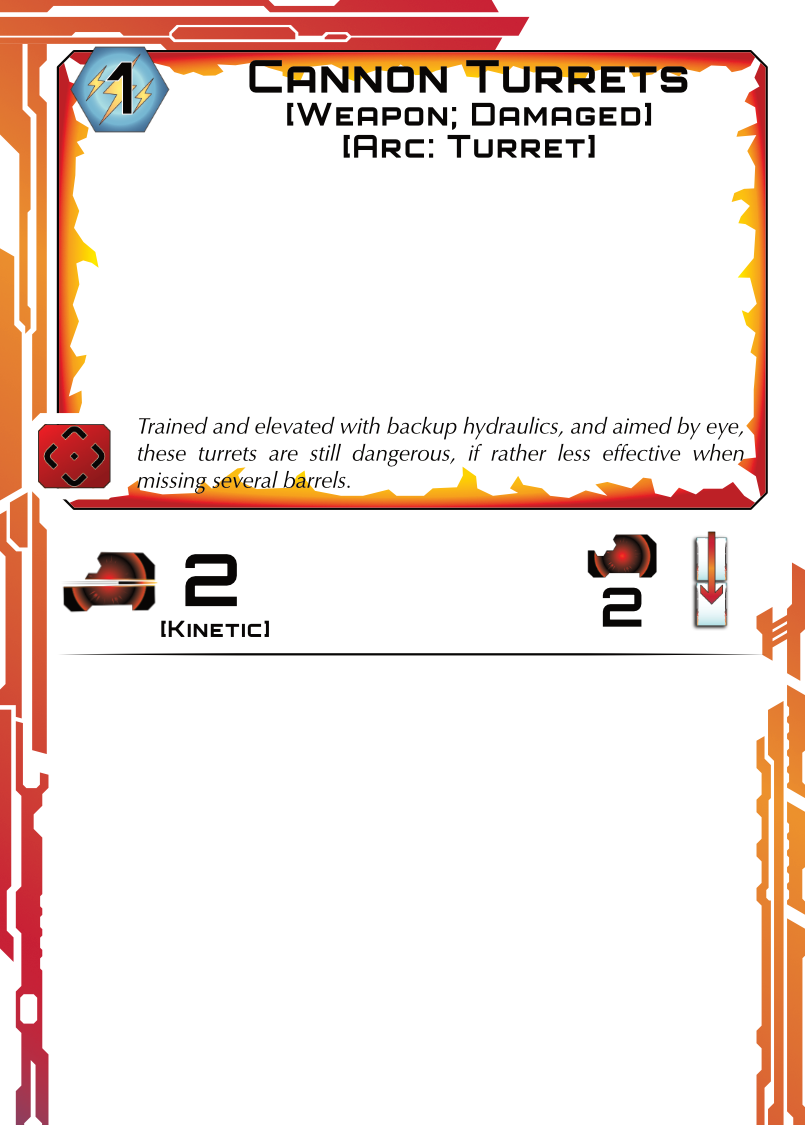 1
Cannon Turrets
[Weapon; Damaged]
[Arc: Turret]
Trained and elevated with backup hydraulics, and aimed by eye,
these turrets are still dangerous, if rather less effective when
missing several barrels.
2
[Kinetic]
2